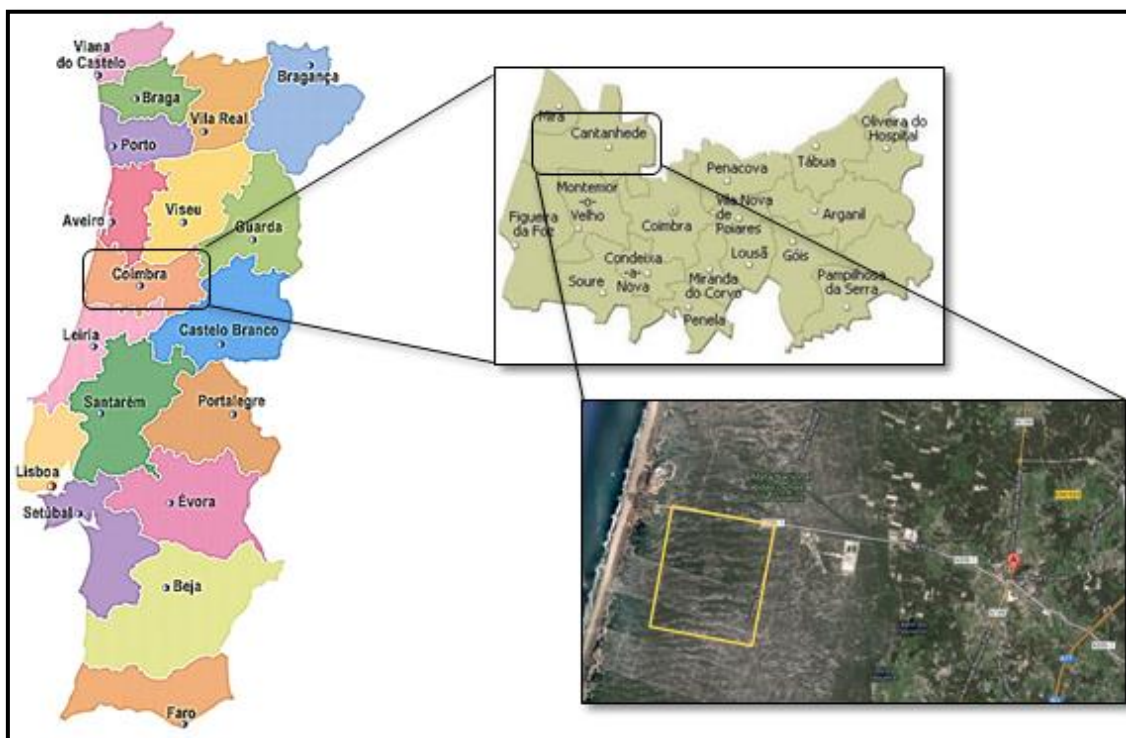 Viana
do Castelo
Braga
Bragança
Vila Real
Porto
Aveiro
Viseu
Guarda
Coimbra
Leiria
Castelo Branco
Santarém
Portalegre
Lisboa
Setúbal
Évora
Beja
Faro
Mira
Cantanhede
Oliveira do
Hospital
Tábua
Penacova
Montemor
-o-
Velho
Figueira
da Foz
Coimbra
Vila Nova
de
Poiares
Arganil
Lousã
Góis
Condeixa
-a-
Nova
Soure
Miranda
do Corvo
Pampilhosa
da Serra
Penela
A17